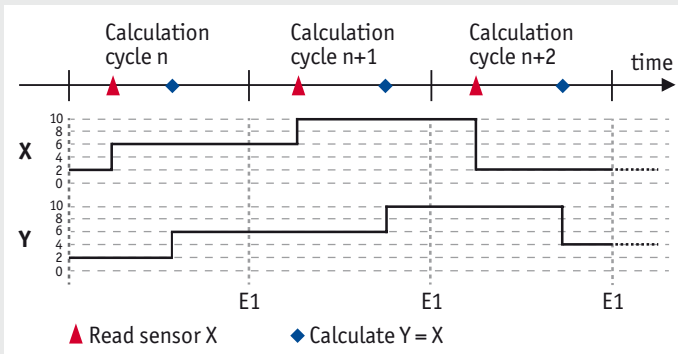 Calculation
cycle n
Calculation
cycle n+1
Calculation
cycle n+2
time
X
10
8
6
4
2
0
Y
10
8
6
4
2
0
E1
E1
E1
Read sensor X
Calculate Y = X